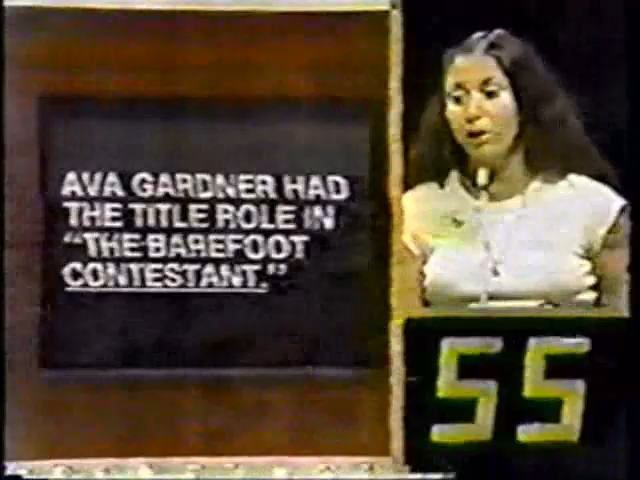 AVA GARDNER HAD
THE TITLE ROLE IN
“THE BAREFOOT
CONTESTANT.”
55